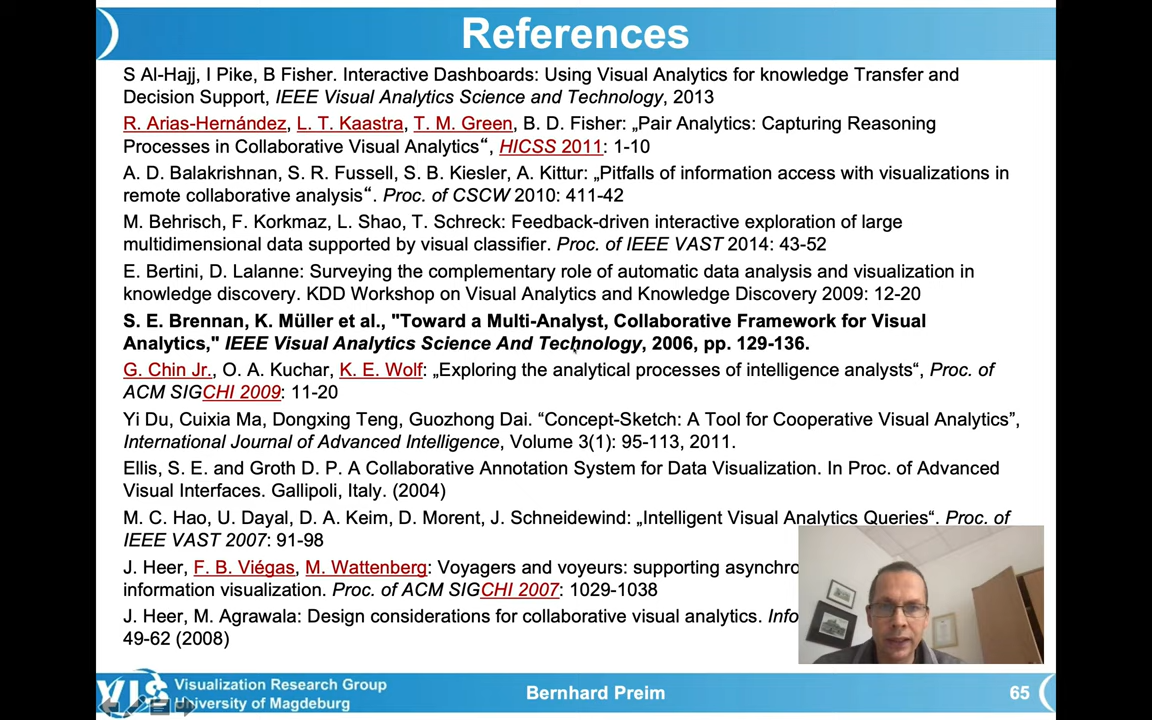 References
S Al-Hajj, I Pike, B Fisher. Interactive Dashboards: Using Visual Analytics for knowledge Transfer and
Decision Support, IEEE Visual Analytics Science and Technology, 2013
R. Arias-Hernández, L. T. Kaastra, T. M. Green, B. D. Fisher: „Pair Analytics: Capturing Reasoning
Processes in Collaborative Visual Analytics“, HICSS 2011: 1-10
A. D. Balakrishnan, S. R. Fussell, S. B. Kiesler, A. Kittur: „Pitfalls of information access with visualizations in
remote collaborative analysis“. Proc. of CSCW 2010: 411-42
M. Behrisch, F. Korkmaz, L. Shao, T. Schreck: Feedback-driven interactive exploration of large
multidimensional data supported by visual classifier. Proc. of IEEE VAST 2014: 43-52
E. Bertini, D. Lalanne: Surveying the complementary role of automatic data analysis and visualization in
knowledge discovery. KDD Workshop on Visual Analytics and Knowledge Discovery 2009: 12-20
S. E. Brennan, K. Müller et al., "Toward a Multi-Analyst, Collaborative Framework for Visual
Analytics," IEEE Visual Analytics Science And Technology, 2006, pp. 129-136.
G. Chin Jr., O. A. Kuchar, K. E. Wolf: „Exploring the analytical processes of intelligence analysts“, Proc. of
ACM SIGCHI 2009: 11-20
Yi Du, Cuixia Ma, Dongxing Teng, Guozhong Dai. “Concept-Sketch: A Tool for Cooperative Visual Analytics”,
International Journal of Advanced Intelligence, Volume 3(1): 95-113, 2011.
Ellis, S. E. and Groth D. P. A Collaborative Annotation System for Data Visualization. In Proc. of Advanced
Visual Interfaces. Gallipoli, Italy. (2004)
M. C. Hao, U. Dayal, D. A. Keim, D. Morent, J. Schneidewind: „Intelligent Visual Analytics Queries“. Proc. of
IEEE VAST 2007: 91-98
J. Heer, F. B. Viégas, M. Wattenberg: Voyagers and voyeurs: supporting asynchro
information visualization. Proc. of ACM SIGCHI 2007: 1029-1038
J. Heer, M. Agrawala: Design considerations for collaborative visual analytics. Info
49-62 (2008)
VIS Visualization Research Group
University of Magdeburg
Bernhard Preim
65